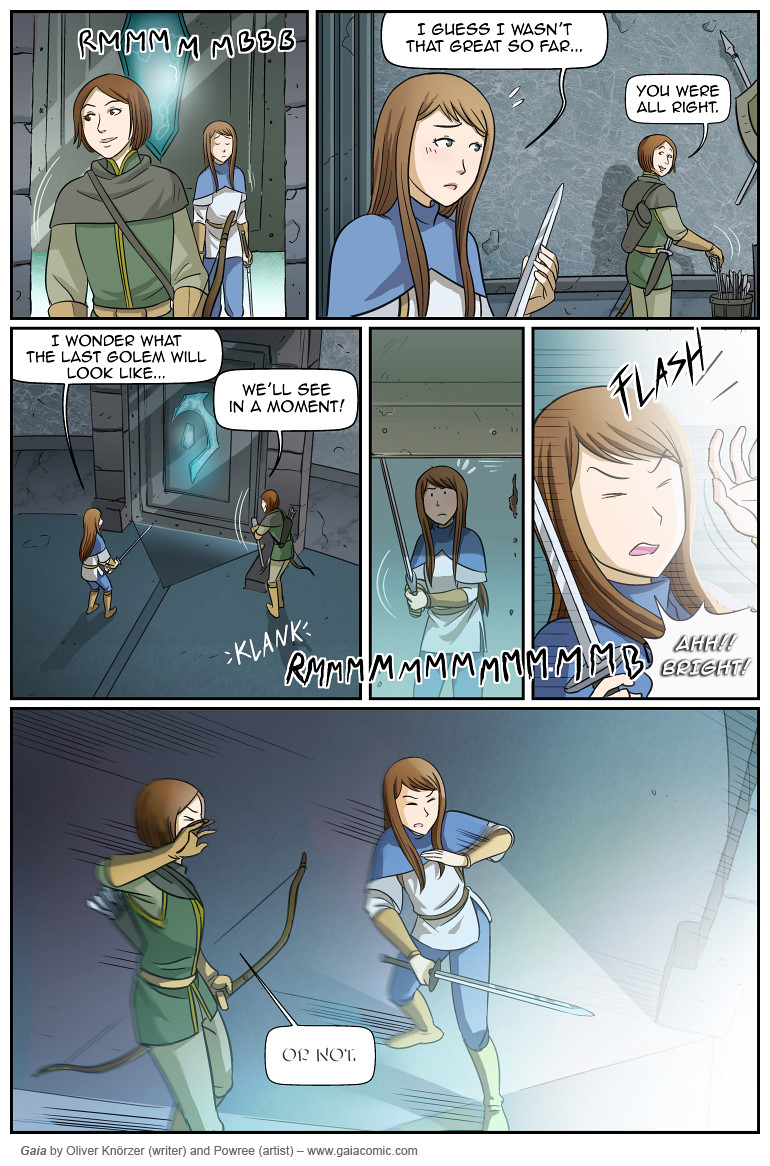 RMMMMMBBB
I GUESS I WASN'T
THAT GREAT SO FAR...
YOU WERE
ALL RIGHT.
I WONDER WHAT
THE LAST GOLEM WILL
LOOK LIKE...
WE'LL SEE
IN A MOMENT!
KLANK
RMMMMMMMMMMMMB
FLASH
AHH!!
BRIGHT!
OR NOT.
Gaia by Oliver Knörzer (writer) and Powree (artist) – www.gaiacomic.com